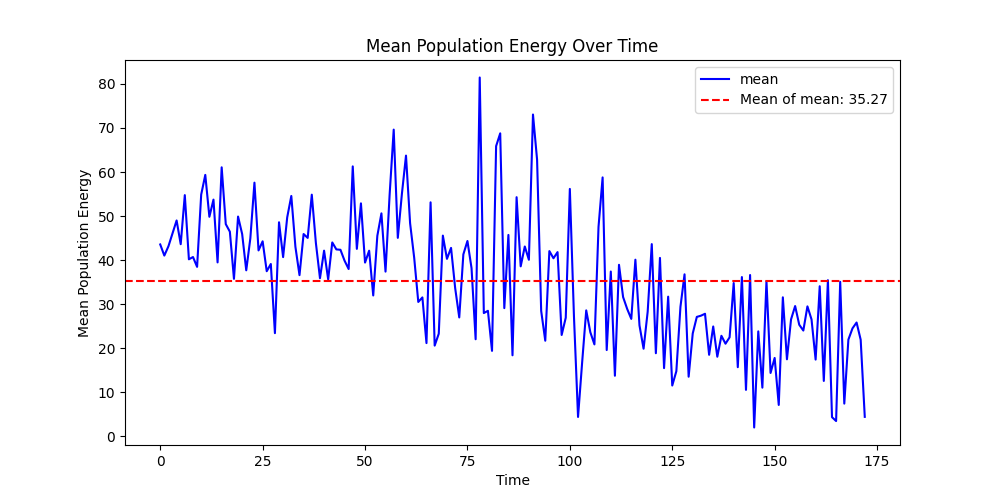 Mean Population Energy Over Time
mean
Mean of mean: 35.27
Mean Population Energy
80
70
60
50
40
30
20
10
0
0 25 50 75 100 125 150 175
Time